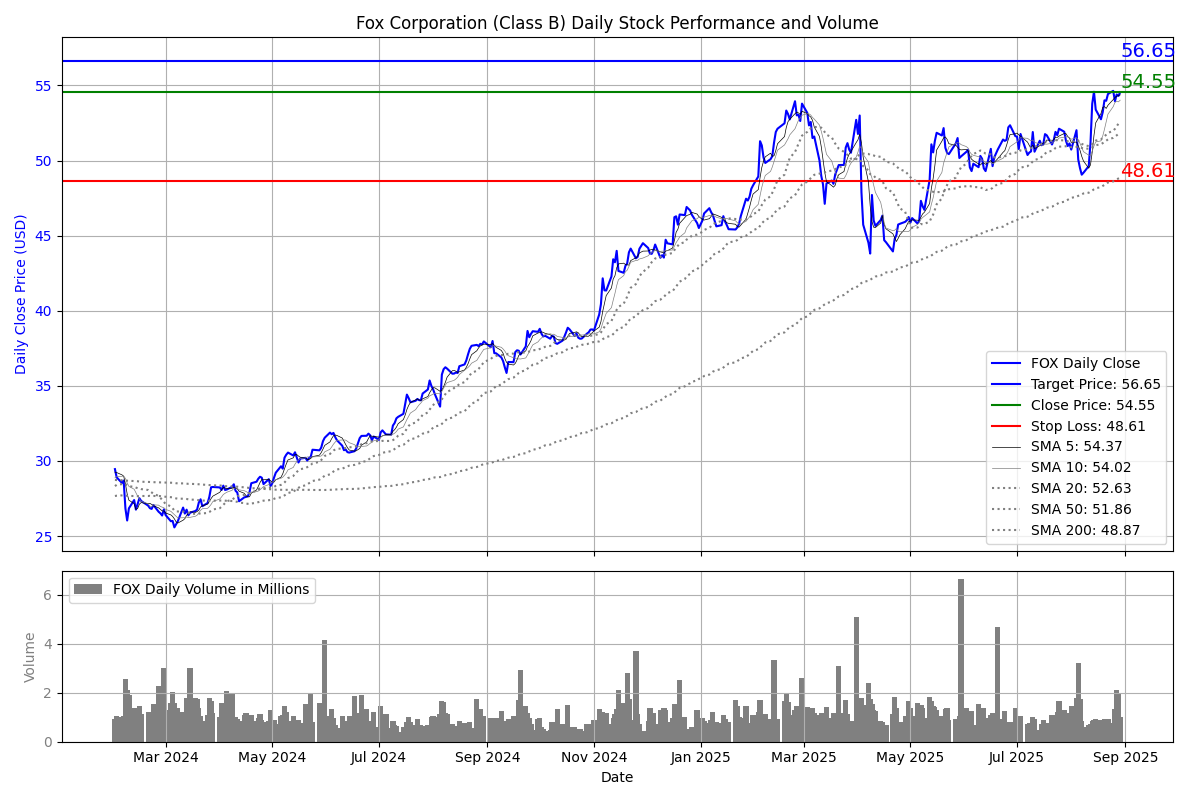 Fox Corporation (Class B) Daily Stock Performance and Volume
56.65
54.55
48.61
Daily Close Price (USD)
55
50
45
40
35
30
25
FOX Daily Close
Target Price: 56.65
Close Price: 54.55
Stop Loss: 48.61
SMA 5: 54.37
SMA 10: 54.02
SMA 20: 52.63
SMA 50: 51.86
SMA 200: 48.87
FOX Daily Volume in Millions
Volume
6
4
2
0
Mar 2024 May 2024 Jul 2024 Sep 2024 Nov 2024 Jan 2025 Mar 2025 May 2025 Jul 2025 Sep 2025
Date